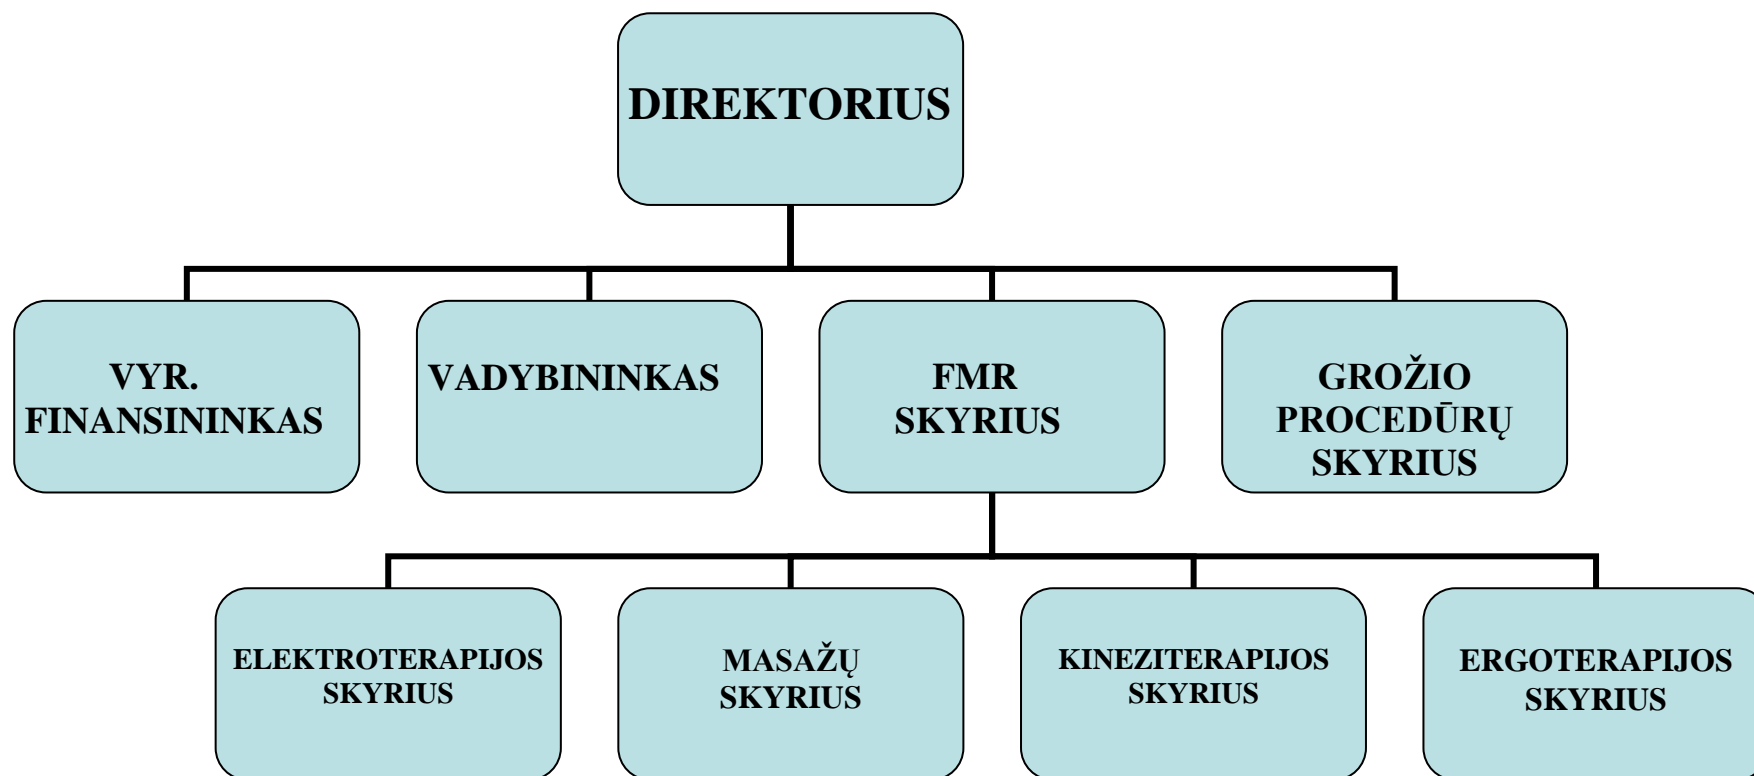 DIREKTORIUS
VYR.
FINANSININKAS
VADYBININKAS
FMR
SKYRIUS
GROŽIO
PROCEDŪRŲ
SKYRIUS
ELEKTROTERAPIJOS
SKYRIUS
MASAŽŲ
SKYRIUS
KINEZITERAPIJOS
SKYRIUS
ERGOTERAPIJOS
SKYRIUS